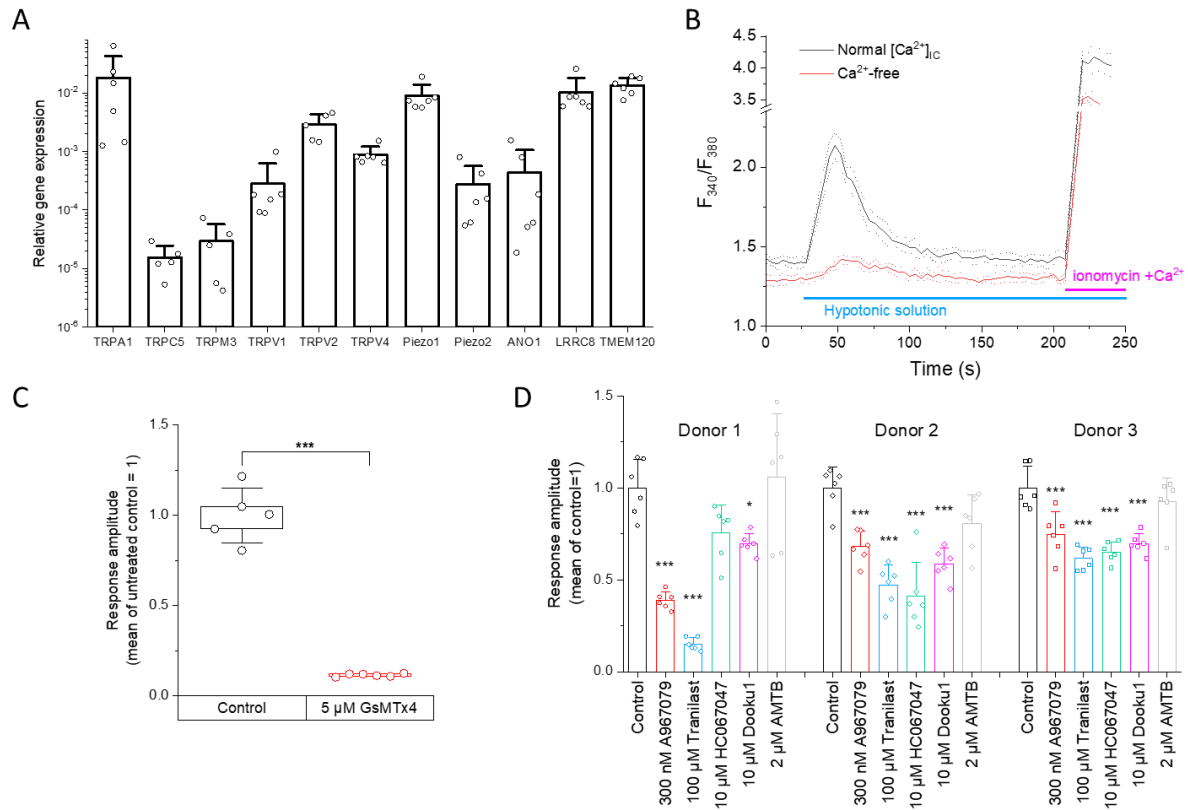 A
Relative gene expression
10⁻²
10⁻³
10⁻⁴
10⁻⁵
10⁻⁶
TRPA1 TRPC5 TRPM3 TRPV1 TRPV2 TRPV4 Piezo1 Piezo2 ANO1 LRRC8 TMEM120
B
F₃₄₀/F₃₈₀
4.5
4.0
3.5
2.0
1.5
1.0
Normal [Ca²⁺]IC
Ca²⁺-free
ionomycin +Ca²⁺
Hypotonic solution
0 50 100 150 200 250
Time (s)
C
Response amplitude
(mean of untreated control = 1)
1.5
1.0
0.5
0.0
***
Control 5 µM GsMTx4
D
Response amplitude
(mean of control=1)
1.5
1.0
0.5
0.0
Donor 1 Donor 2 Donor 3
*** *** *
*** *** *** ***
*** *** *** ***
Control
300 nM A967079
100 µM Tranilast
10 µM HC067047
10 µM Dooku1
2 µM AMTB
Control
300 nM A967079
100 µM Tranilast
10 µM HC067047
10 µM Dooku1
2 µM AMTB
Control
300 nM A967079
100 µM Tranilast
10 µM HC067047
10 µM Dooku1
2 µM AMTB